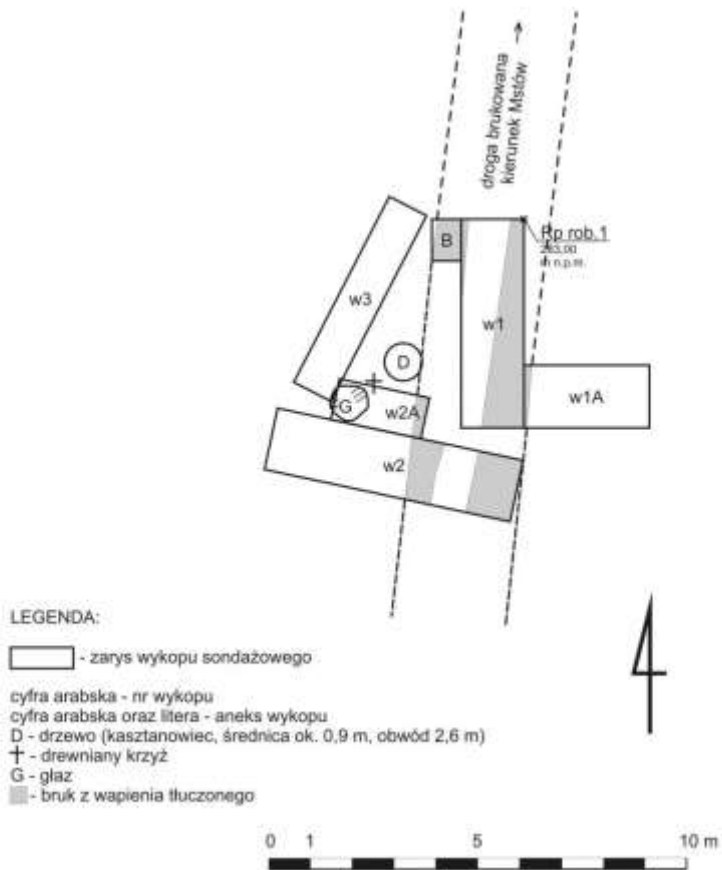 droga brukowana
kierunek Mstów
B
Rp rob.1
263,00
m n.p.m.
w3
w1
D
w1A
G
w2A
w2
LEGENDA:
- zarys wykopu sondażowego
cyfra arabska - nr wykopu
cyfra arabska oraz litera - aneks wykopu
D - drzewo (kasztanowiec, średnica ok. 0,9 m, obwód 2,6 m)
- drewniany krzyż
G - głaz
- bruk z wapienia tłuczonego
0 1 5 10 m